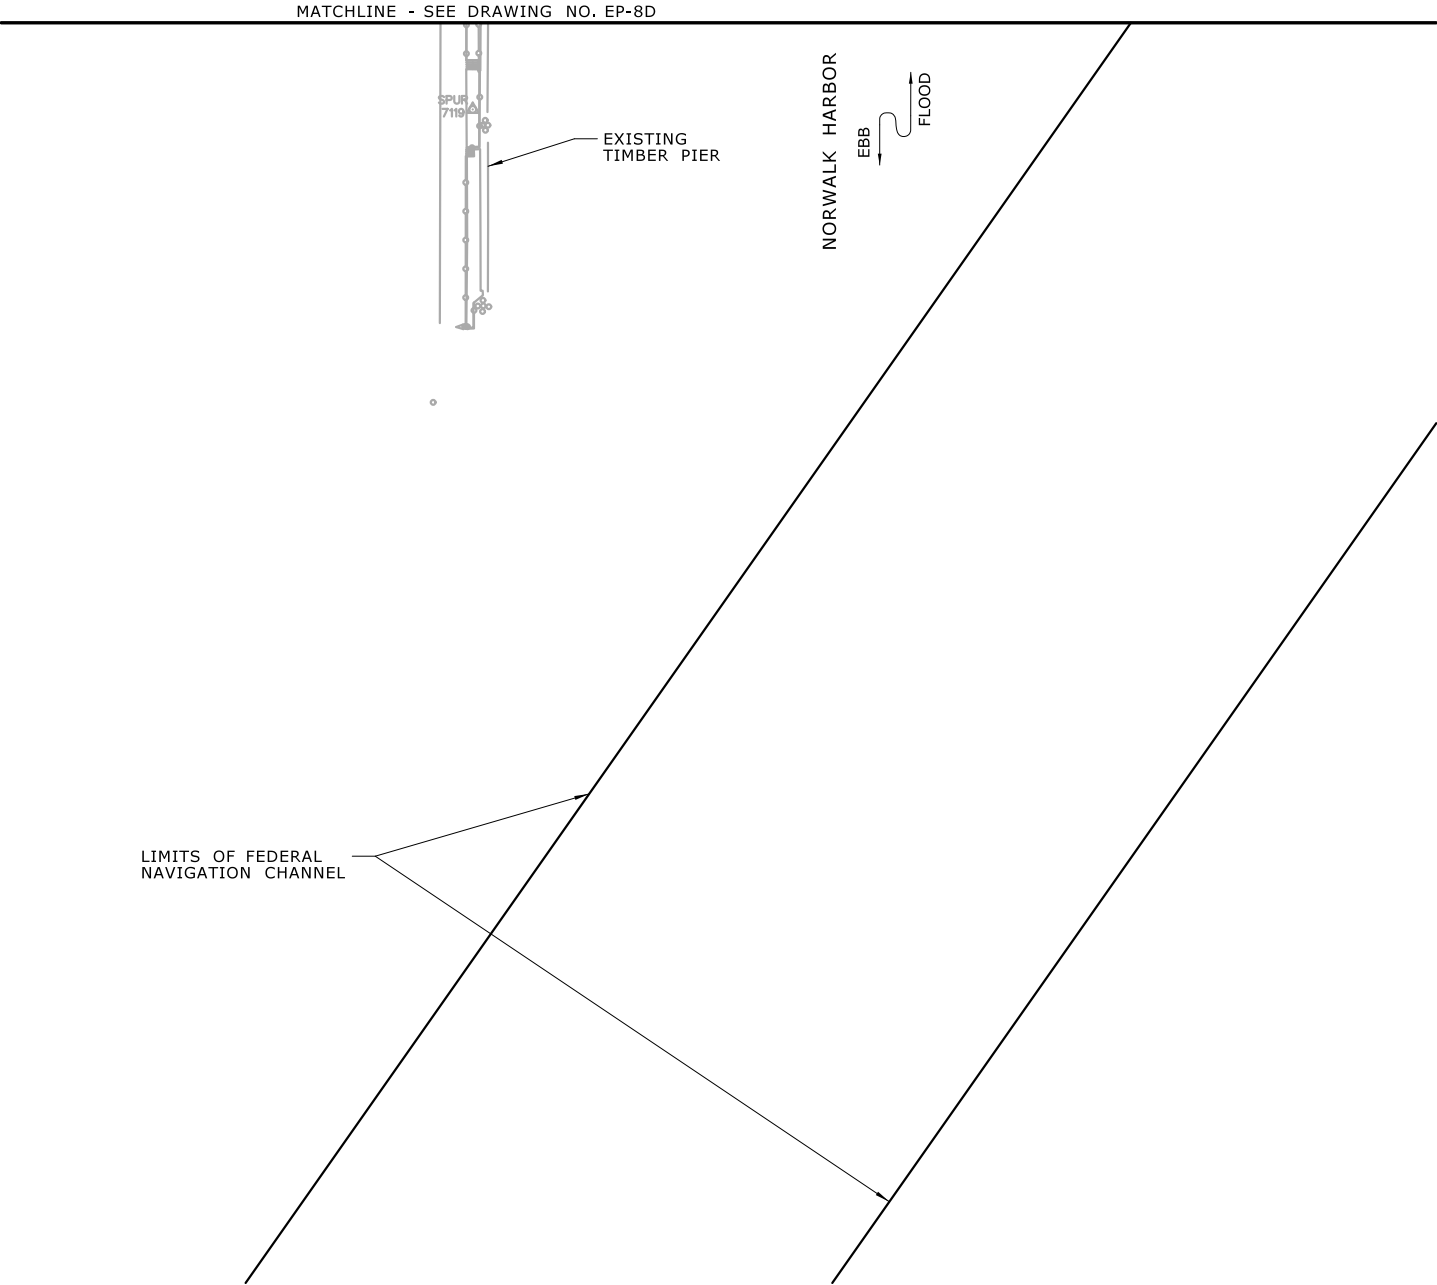 MATCHLINE - SEE DRAWING NO. EP-8D
SPUR
7119
EXISTING
TIMBER PIER
NORWALK HARBOR
EBB
FLOOD
LIMITS OF FEDERAL
NAVIGATION CHANNEL